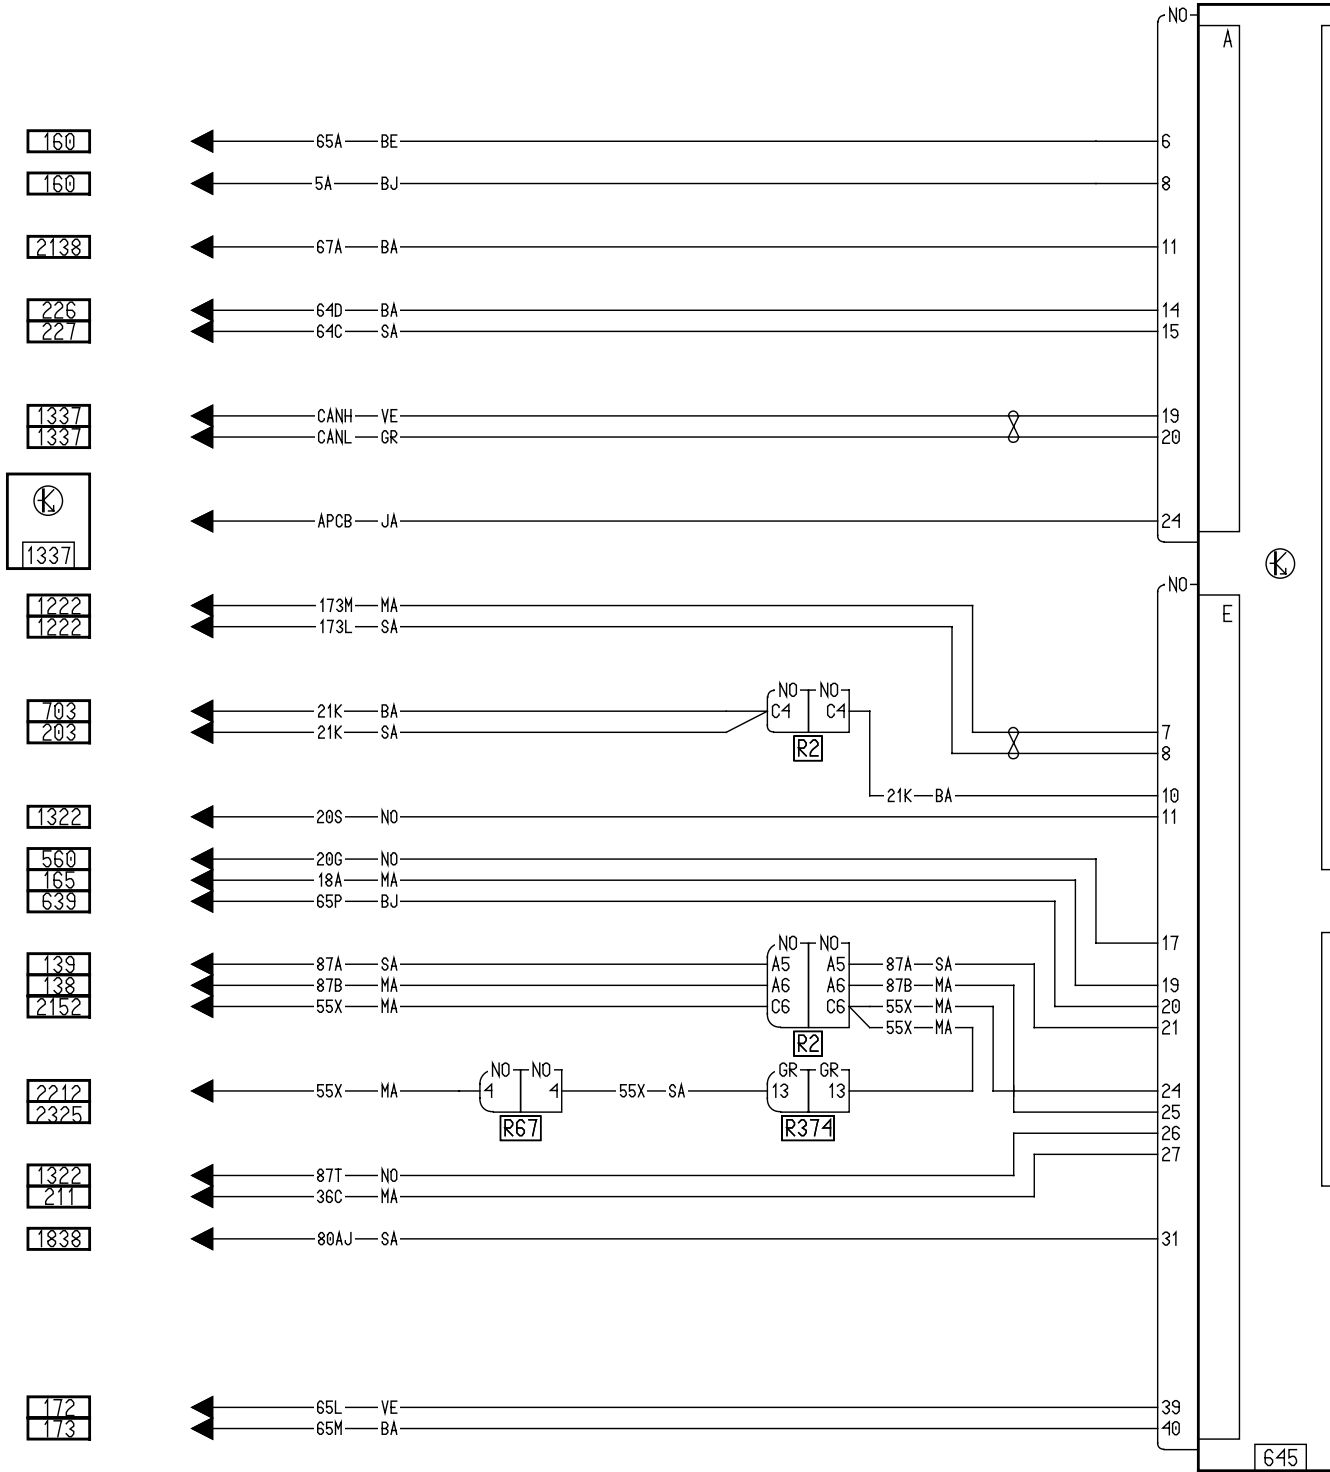 NO
A
160 65A BE 6
160 5A BJ 8
2138 67A BA 11
226 64D BA 14
227 64C SA 15
1337 CANH VE 19
1337 CANL GR 20
APCB JA 24
1337
NO
E
1222 173M MA
1222 173L SA
NO NO
703 21K BA C4 C4
203 21K SA 7
R2 8
21K BA 10
1322 20S NO 11
560 20G NO
165 18A MA
639 65P BJ
NO NO 17
139 87A SA A5 A5 87A SA
138 87B MA A6 A6 87B MA 19
2152 55X MA C6 C6 55X MA 20
55X MA 21
R2
NO NO GR GR
2212 55X MA 4 4 55X SA 13 13 24
2325 25
R67 R374 26
27
1322 87T NO
211 36C MA
1838 80AJ SA 31
172 65L VE 39
173 65M BA 40
645